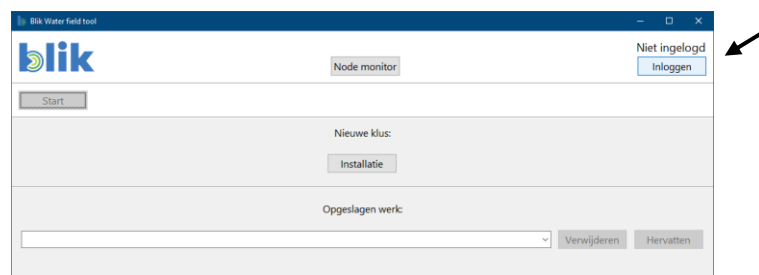 Blik Water field tool
blik
Niet ingelogd
Node monitor
Inloggen
Start
Nieuwe klus:
Installatie
Opgeslagen werk:
Verwijderen
Hervatten